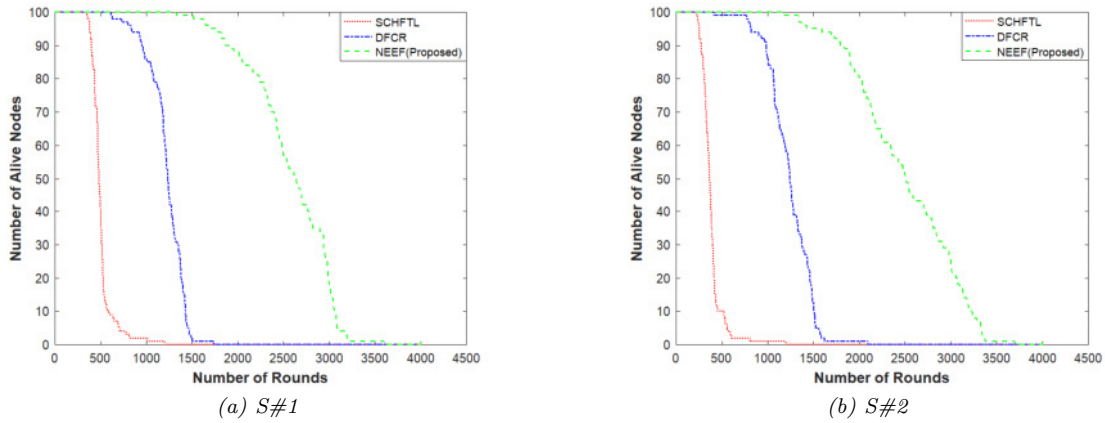 100
90
80
70
60
50
40
30
20
10
0
Number of Alive Nodes
SCHFTL
DFCR
NEEF(Proposed)
0 500 1000 1500 2000 2500 3000 3500 4000 4500
Number of Rounds
(a) S#1
100
90
80
70
60
50
40
30
20
10
0
Number of Alive Nodes
SCHFTL
DFCR
NEEF(Proposed)
0 500 1000 1500 2000 2500 3000 3500 4000 4500
Number of Rounds
(b) S#2